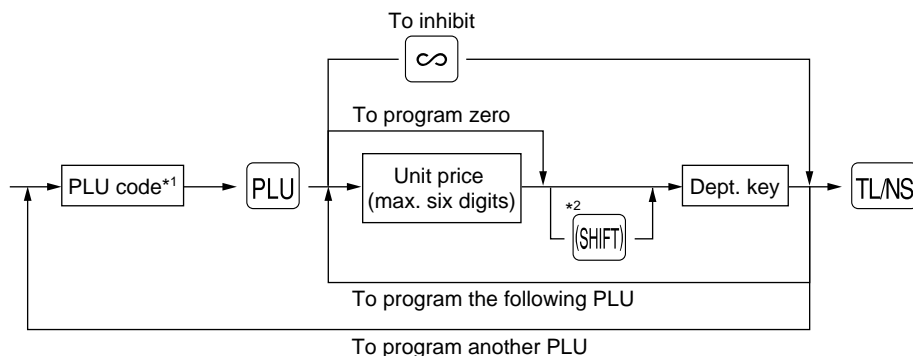 To inhibit
∞
To program zero
PLU code*1
PLU
Unit price
(max. six digits)
*2
(SHIFT)
Dept. key
TL/NS
To program the following PLU
To program another PLU